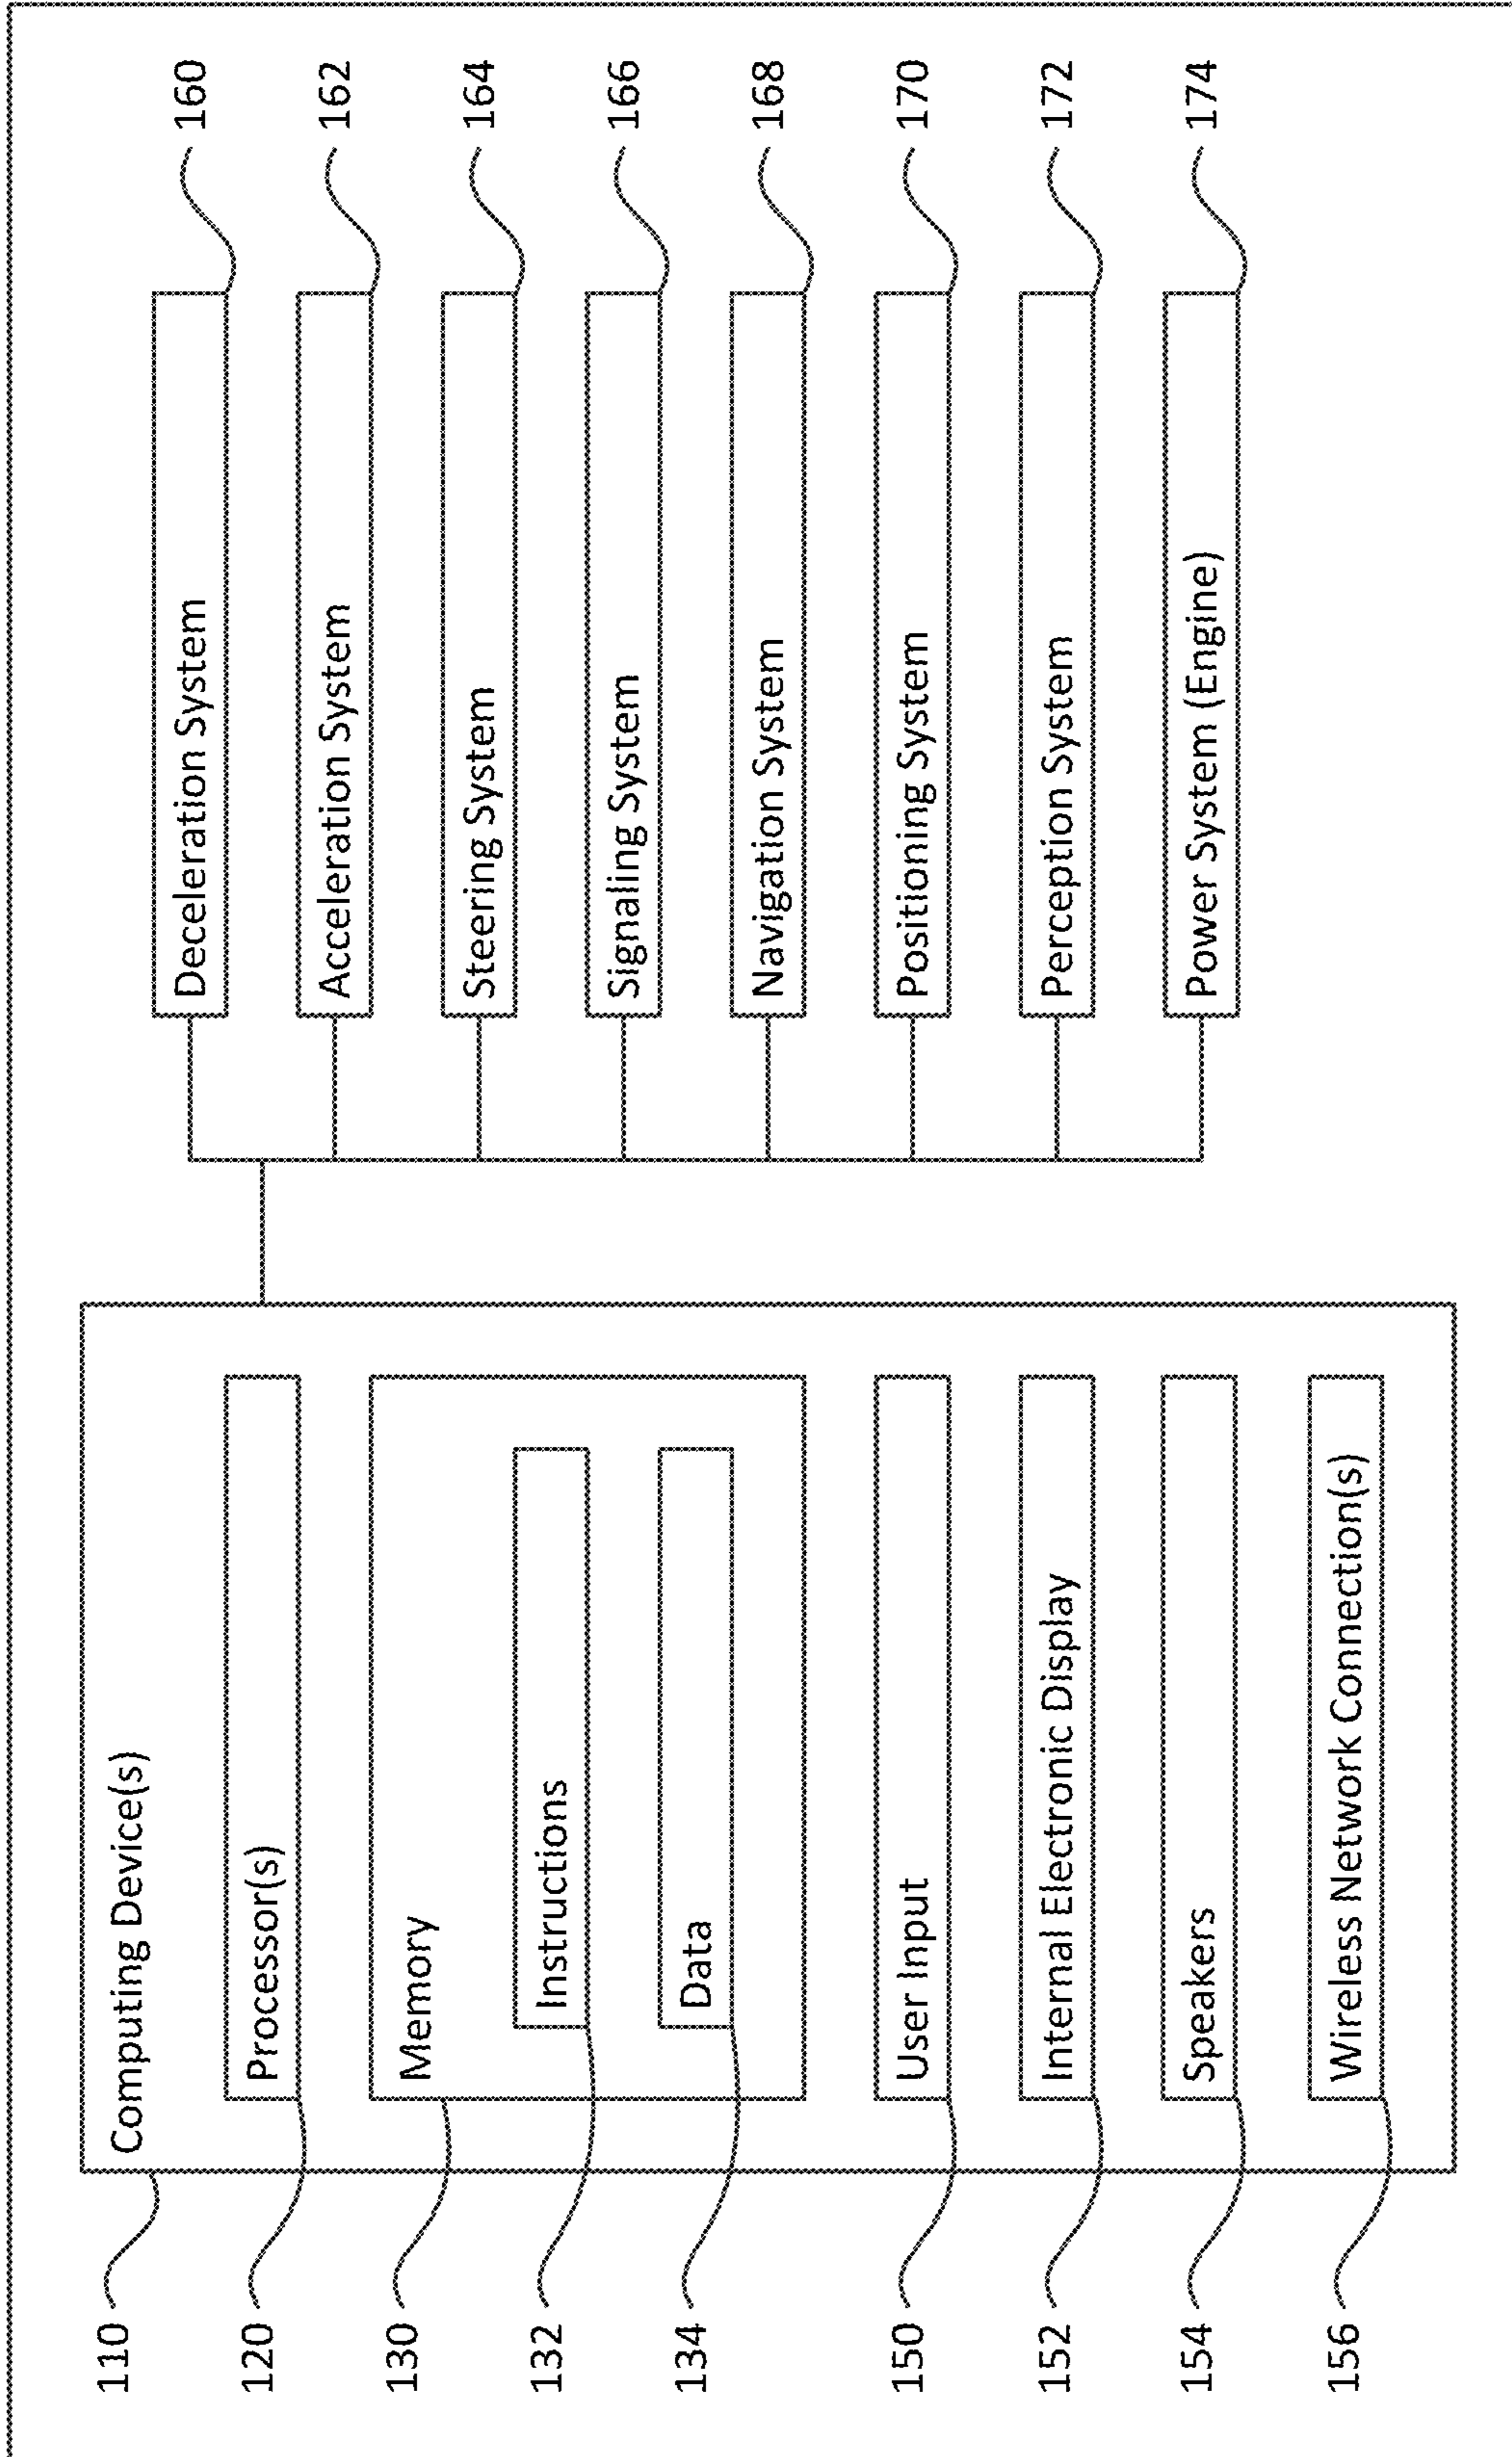 110
Computing Device(s)
120
Processor(s)
130
Memory
132
Instructions
134
Data
150
User Input
152
Internal Electronic Display
154
Speakers
156
Wireless Network Connection(s)
Deceleration System
160
Acceleration System
162
Steering System
164
Signaling System
166
Navigation System
168
Positioning System
170
Perception System
172
Power System (Engine)
174